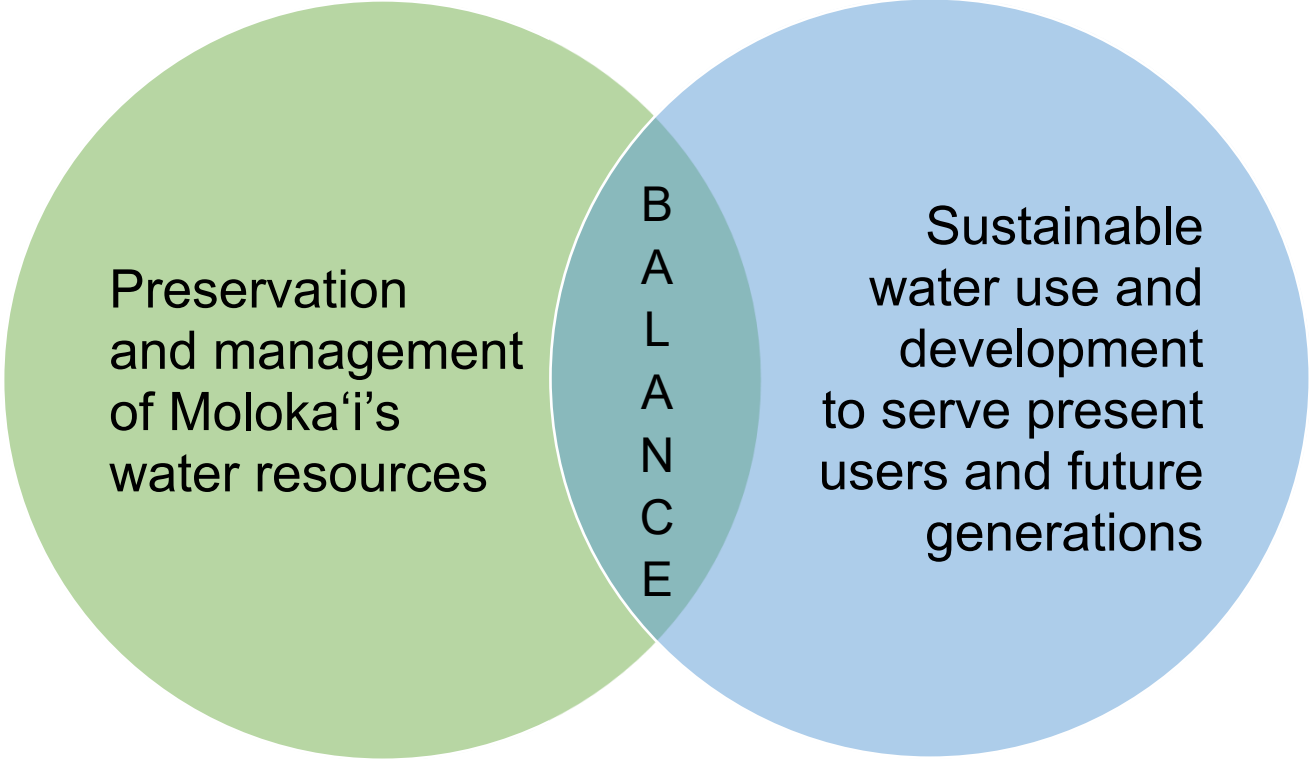 Preservation
and management
of Moloka‘i’s
water resources
B
A
L
A
N
C
E
Sustainable
water use and
development
to serve present
users and future
generations